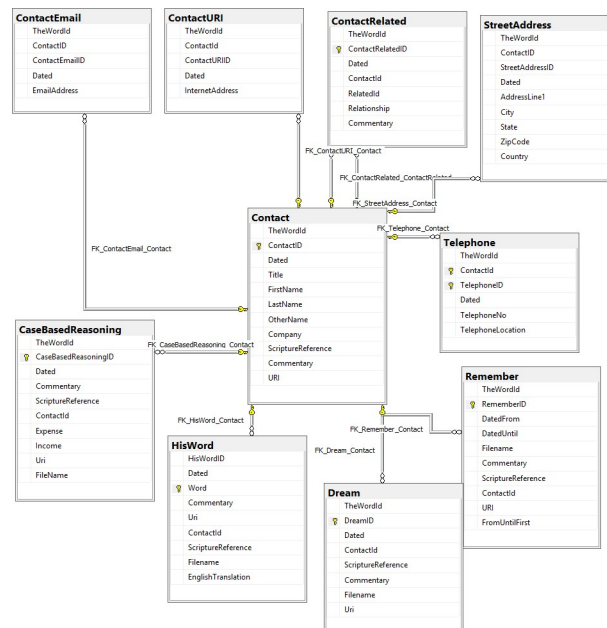 ContactEmail
TheWordId
ContactID
ContactEmailID
Dated
EmailAddress
ContactURI
TheWordId
ContactId
ContactURIID
Dated
InternetAddress
ContactRelated
TheWordId
ContactRelatedID
Dated
ContactId
RelatedId
Relationship
Commentary
StreetAddress
TheWordId
ContactID
StreetAddressID
Dated
AddressLine1
City
State
ZipCode
Country
FK_ContactURI_Contact
FK_ContactRelated_ContactRelated
FK_StreetAddress_Contact
FK_Telephone_Contact
FK_ContactEmail_Contact
Contact
TheWordId
ContactID
Dated
Title
FirstName
LastName
OtherName
Company
ScriptureReference
Commentary
URI
Telephone
TheWordId
ContactId
TelephoneID
Dated
TelephoneNo
TelephoneLocation
CaseBasedReasoning
TheWordId
CaseBasedReasoningID
Dated
Commentary
ScriptureReference
ContactId
Expense
Income
Uri
FileName
FK_CaseBasedReasoning_Contact
FK_HisWord_Contact
FK_Remember_Contact
FK_Dream_Contact
Remember
TheWordId
RememberID
DatedFrom
DatedUntil
Filename
Commentary
ScriptureReference
ContactId
URI
FromUntilFirst
HisWord
HisWordID
Dated
Word
Commentary
Uri
ContactId
ScriptureReference
Filename
EnglishTranslation
Dream
TheWordId
DreamID
Dated
ContactId
ScriptureReference
Commentary
Filename
Uri